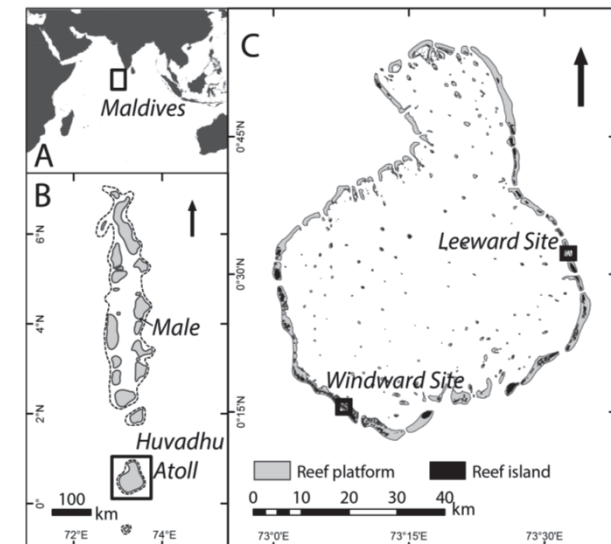 Maldives
A
B
6°N
4°N
2°N
0°
Male
Huvadhu
Atoll
100
km
72°E
74°E
C
0°45'N
0°30'N
0°15'N
Leeward Site
Windward Site
Reef platform
Reef island
0 10 20 30 40 km
73°0'E
73°15'E
73°30'E